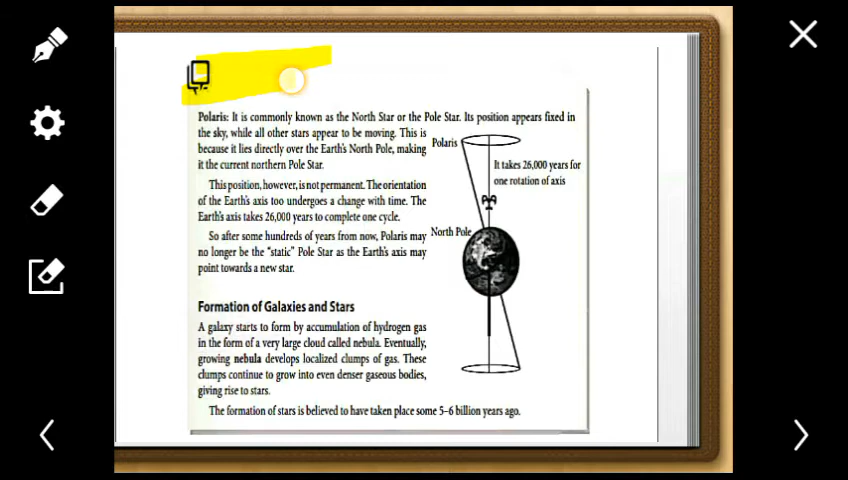 Polaris: It is commonly known as the North Star or the Pole Star. Its position appears fixed in
the sky, while all other stars appear to be moving. This is
because it lies directly over the Earth's North Pole, making
it the current northern Pole Star.
This position, however, is not permanent. The orientation
of the Earth's axis too undergoes a change with time. The
Earth's axis takes 26,000 years to complete one cycle.
So after some hundreds of years from now, Polaris may
no longer be the "static" Pole Star as the Earth's axis may
point towards a new star.
Polaris
It takes 26,000 years for
one rotation of axis
North Pole
Formation of Galaxies and Stars
A galaxy starts to form by accumulation of hydrogen gas
in the form of a very large cloud called nebula. Eventually,
growing nebula develops localized clumps of gas. These
clumps continue to grow into even denser gaseous bodies,
giving rise to stars.
The formation of stars is believed to have taken place some 5–6 billion years ago.